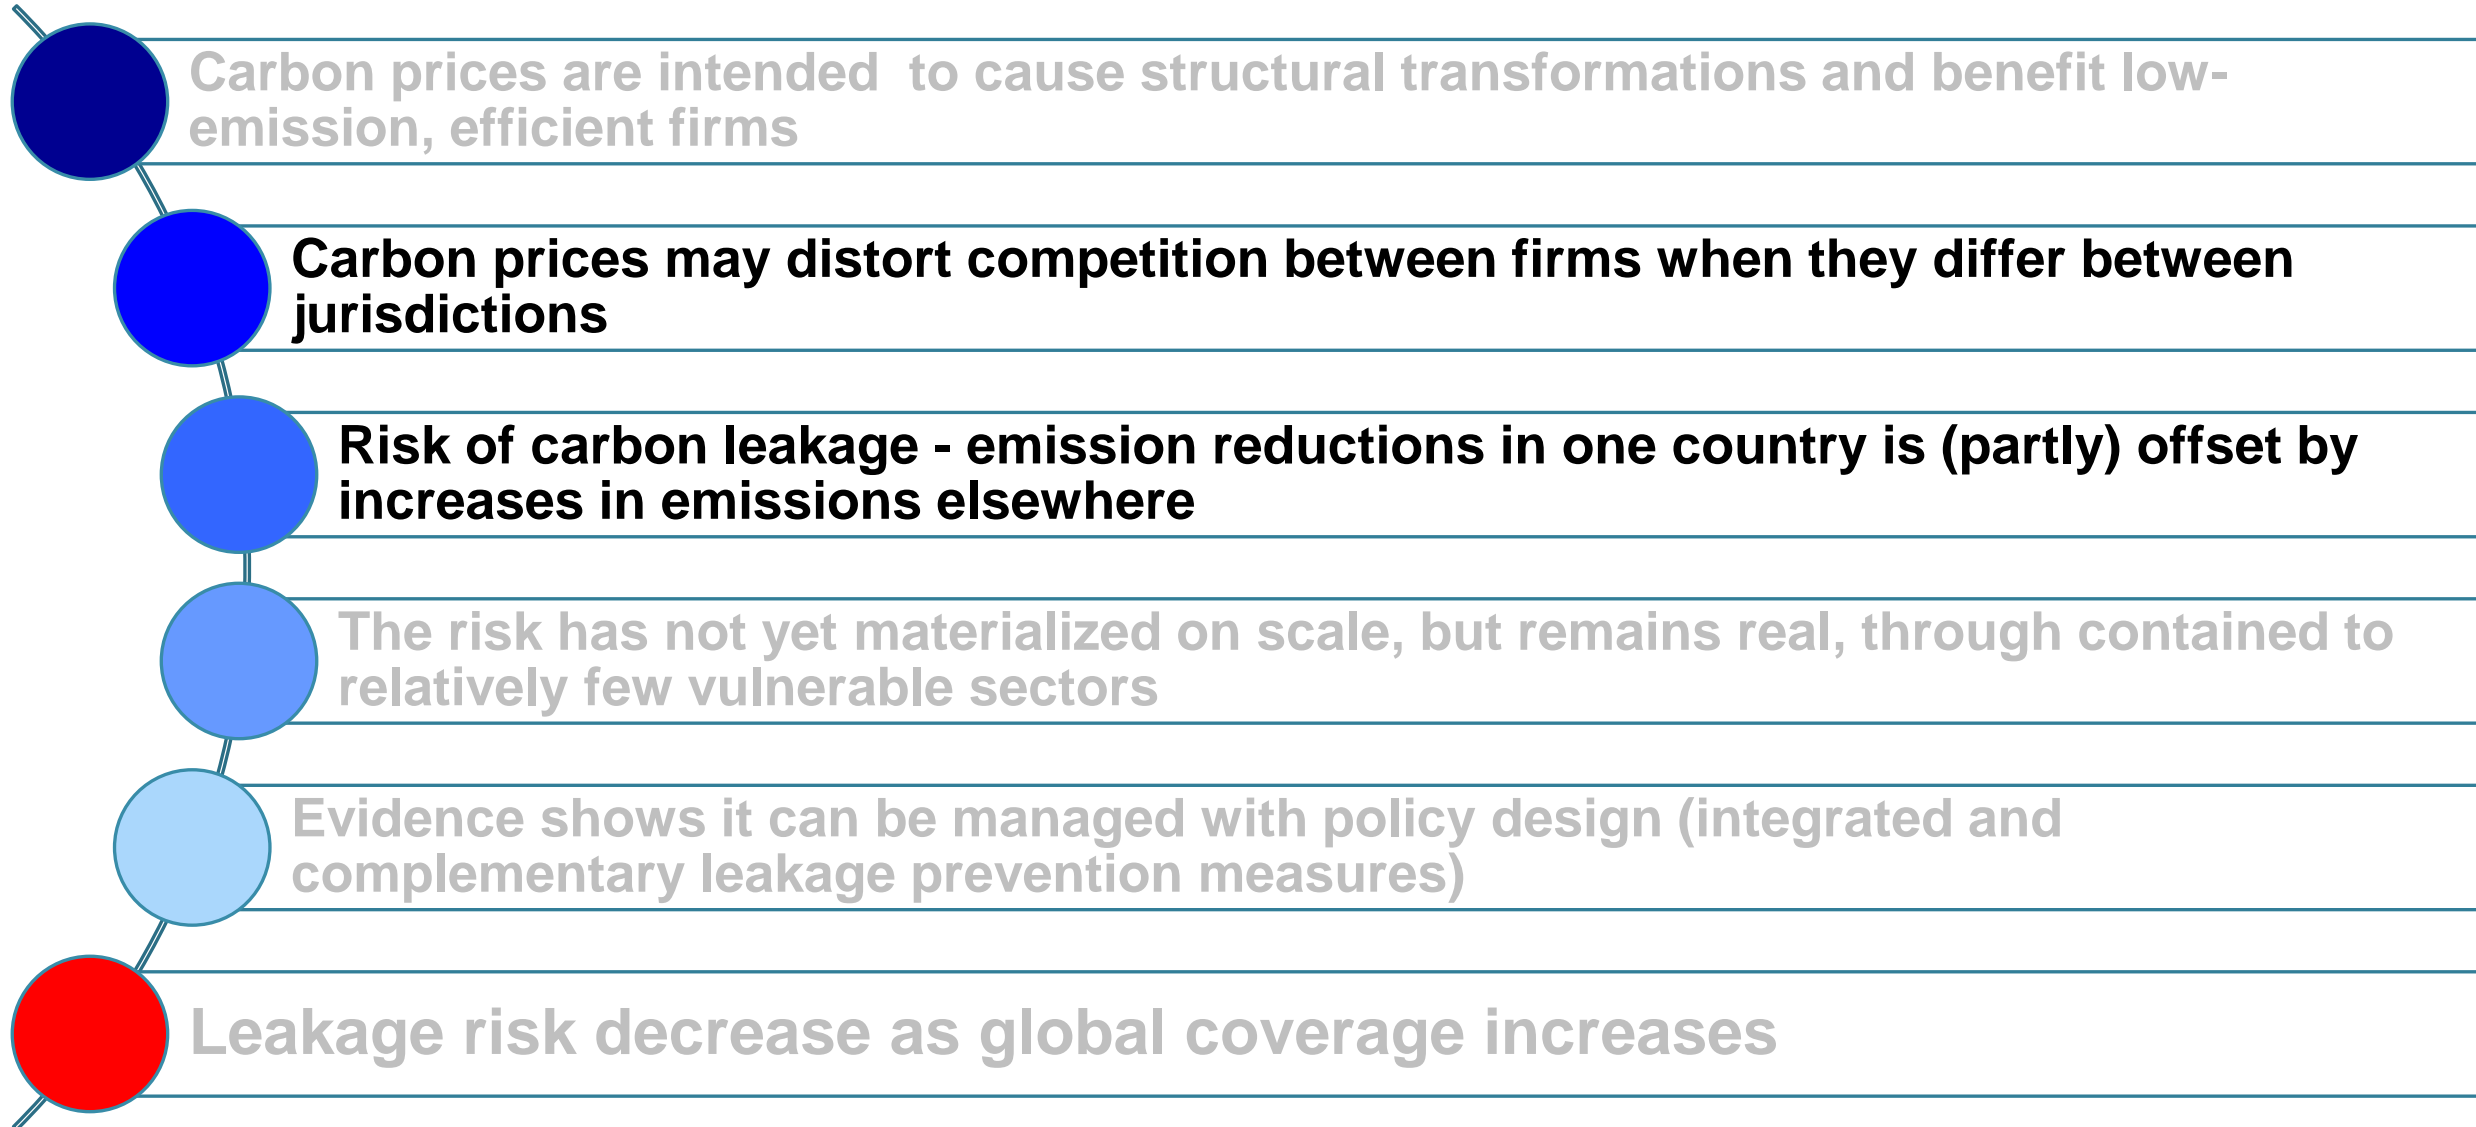 Carbon prices are intended  to cause structural transformations and benefit low-
emission, efficient firms
Carbon prices may distort competition between firms when they differ between
jurisdictions
Risk of carbon leakage - emission reductions in one country is (partly) offset by
increases in emissions elsewhere
The risk has not yet materialized on scale, but remains real, through contained to
relatively few vulnerable sectors
Evidence shows it can be managed with policy design (integrated and
complementary leakage prevention measures)
Leakage risk decrease as global coverage increases